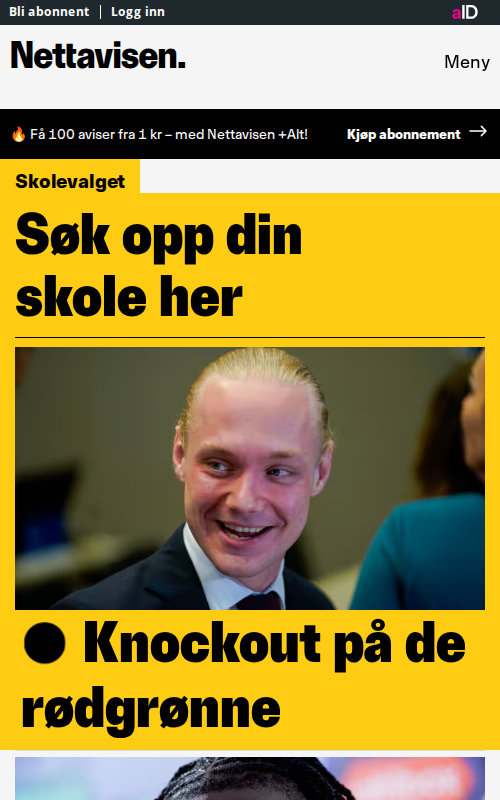 Bli abonnent | Logg inn
aID
Nettavisen.
Meny
🔥 Få 100 aviser fra 1 kr – med Nettavisen +Alt!
Kjøp abonnement →
Skolevalget
Søk opp din
skole her
● Knockout på de
rødgrønne